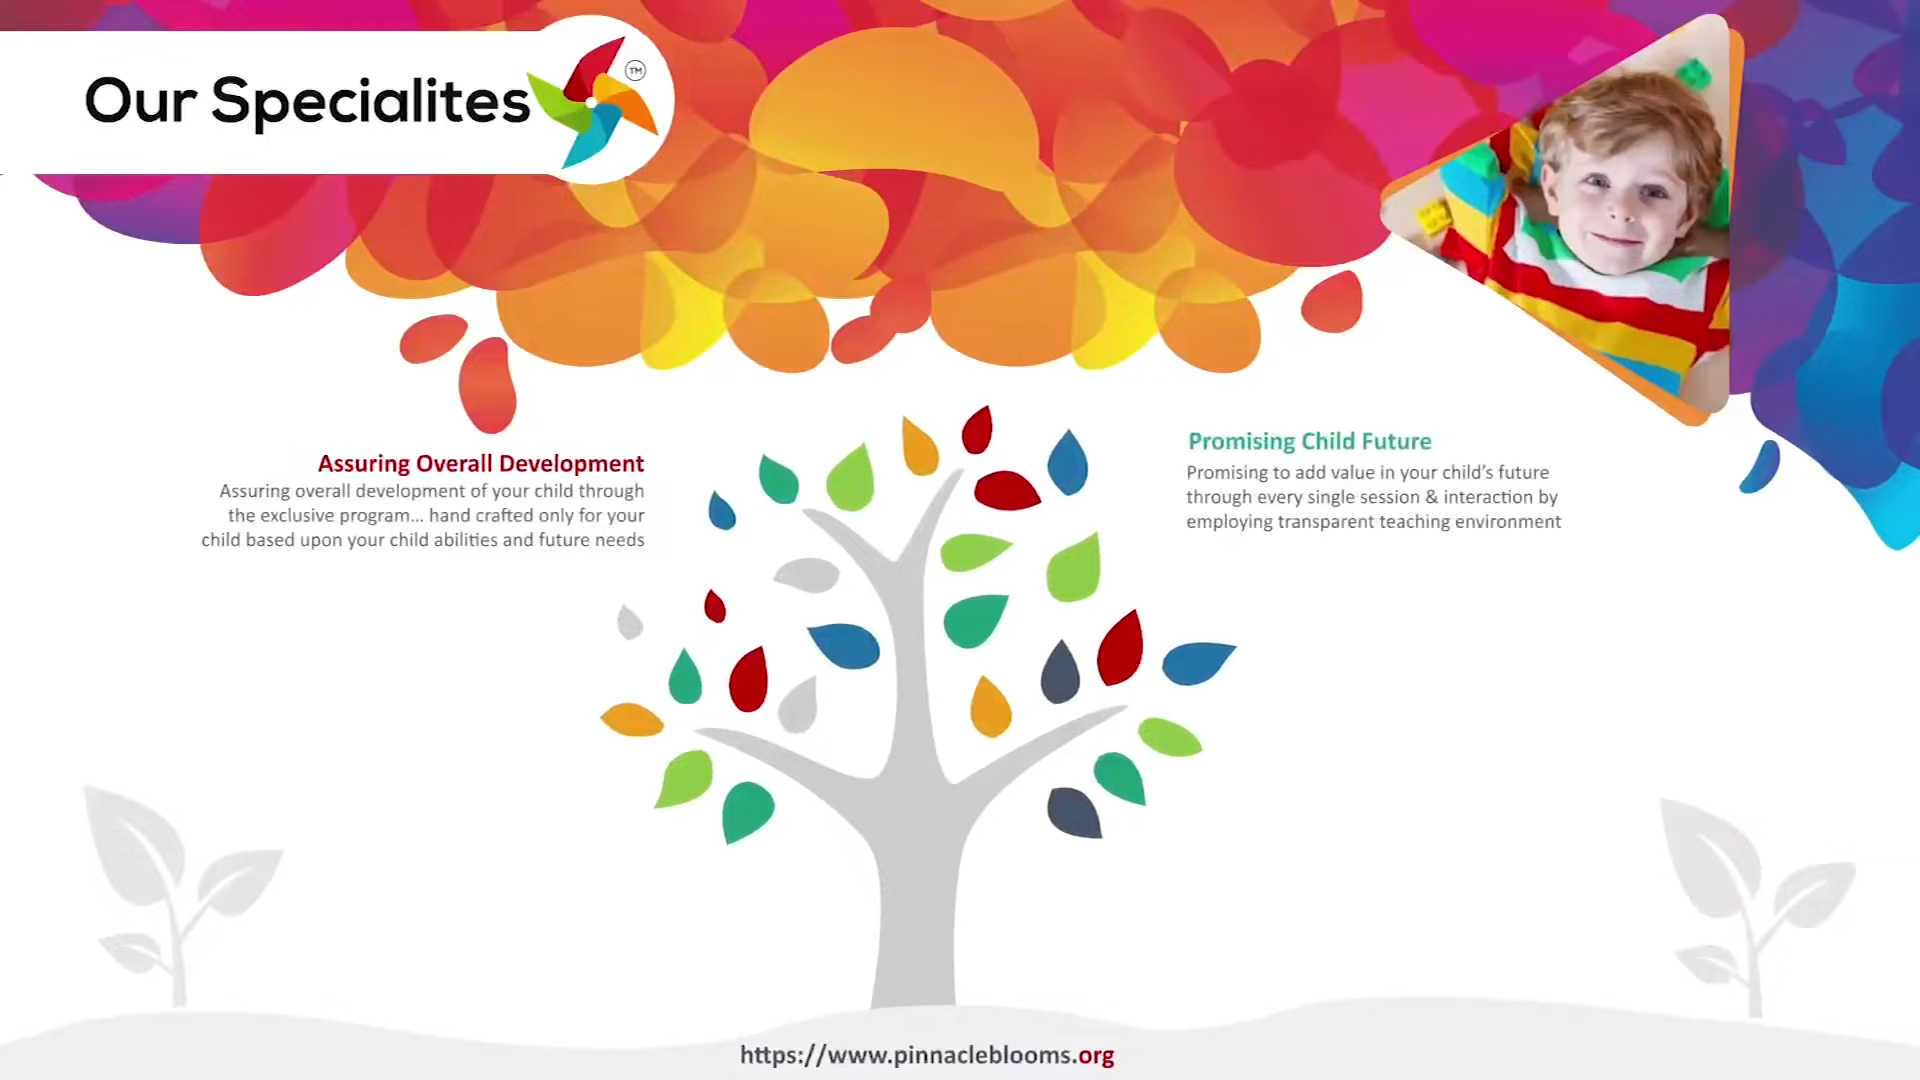 Our Specialites
TM
Assuring Overall Development
Assuring overall development of your child through
the exclusive program... hand crafted only for your
child based upon your child abilities and future needs
Promising Child Future
Promising to add value in your child's future
through every single session & interaction by
employing transparent teaching environment
https://www.pinnacleblooms.org